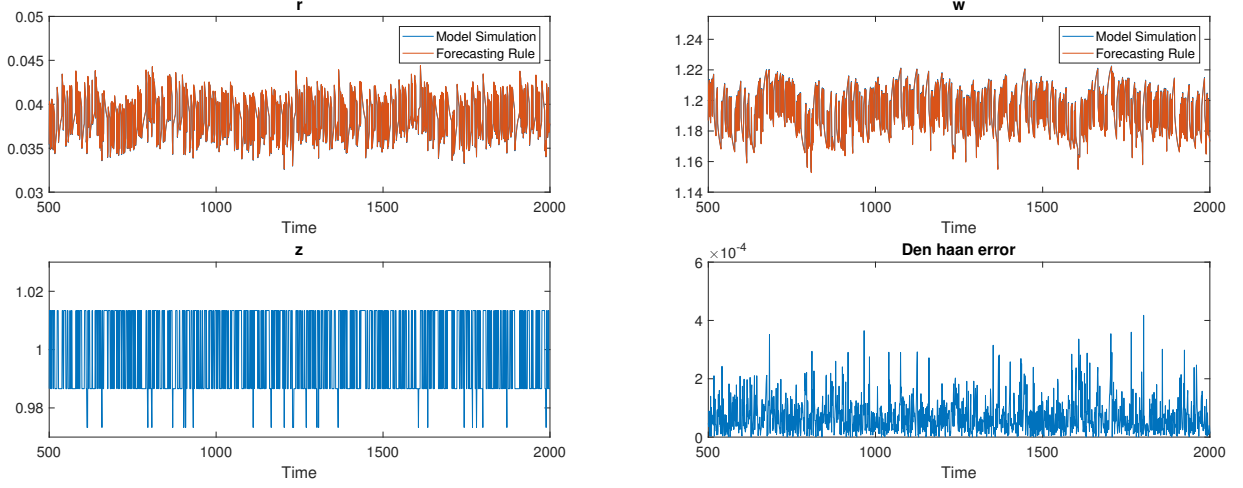 r
0.05
0.045
0.04
0.035
0.03
500
1000
1500
2000
Time
Model Simulation
Forecasting Rule
w
1.24
1.22
1.2
1.18
1.16
1.14
500
1000
1500
2000
Time
Model Simulation
Forecasting Rule
z
1.02
1
0.98
500
1000
1500
2000
Time
Den haan error
×10^-4
6
4
2
0
500
1000
1500
2000
Time